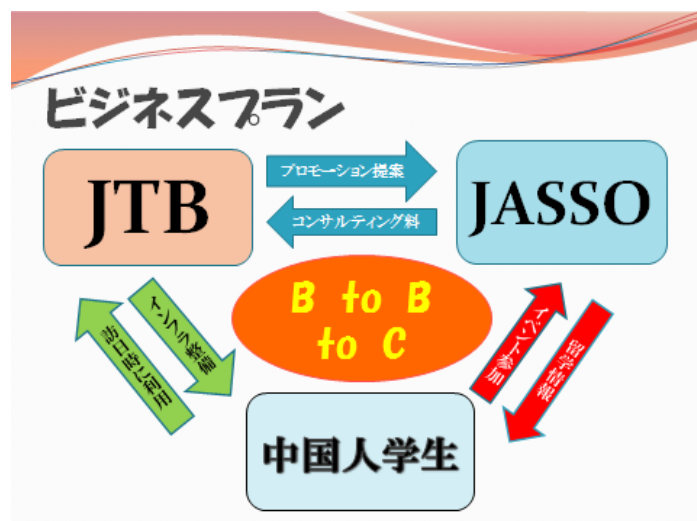 ビジネスプラン
JTB
プロモーション提案
コンサルティング料
JASSO
B to B
to C
訪日時に利用
インフラ整備
イベント参加
留学情報
中国人学生